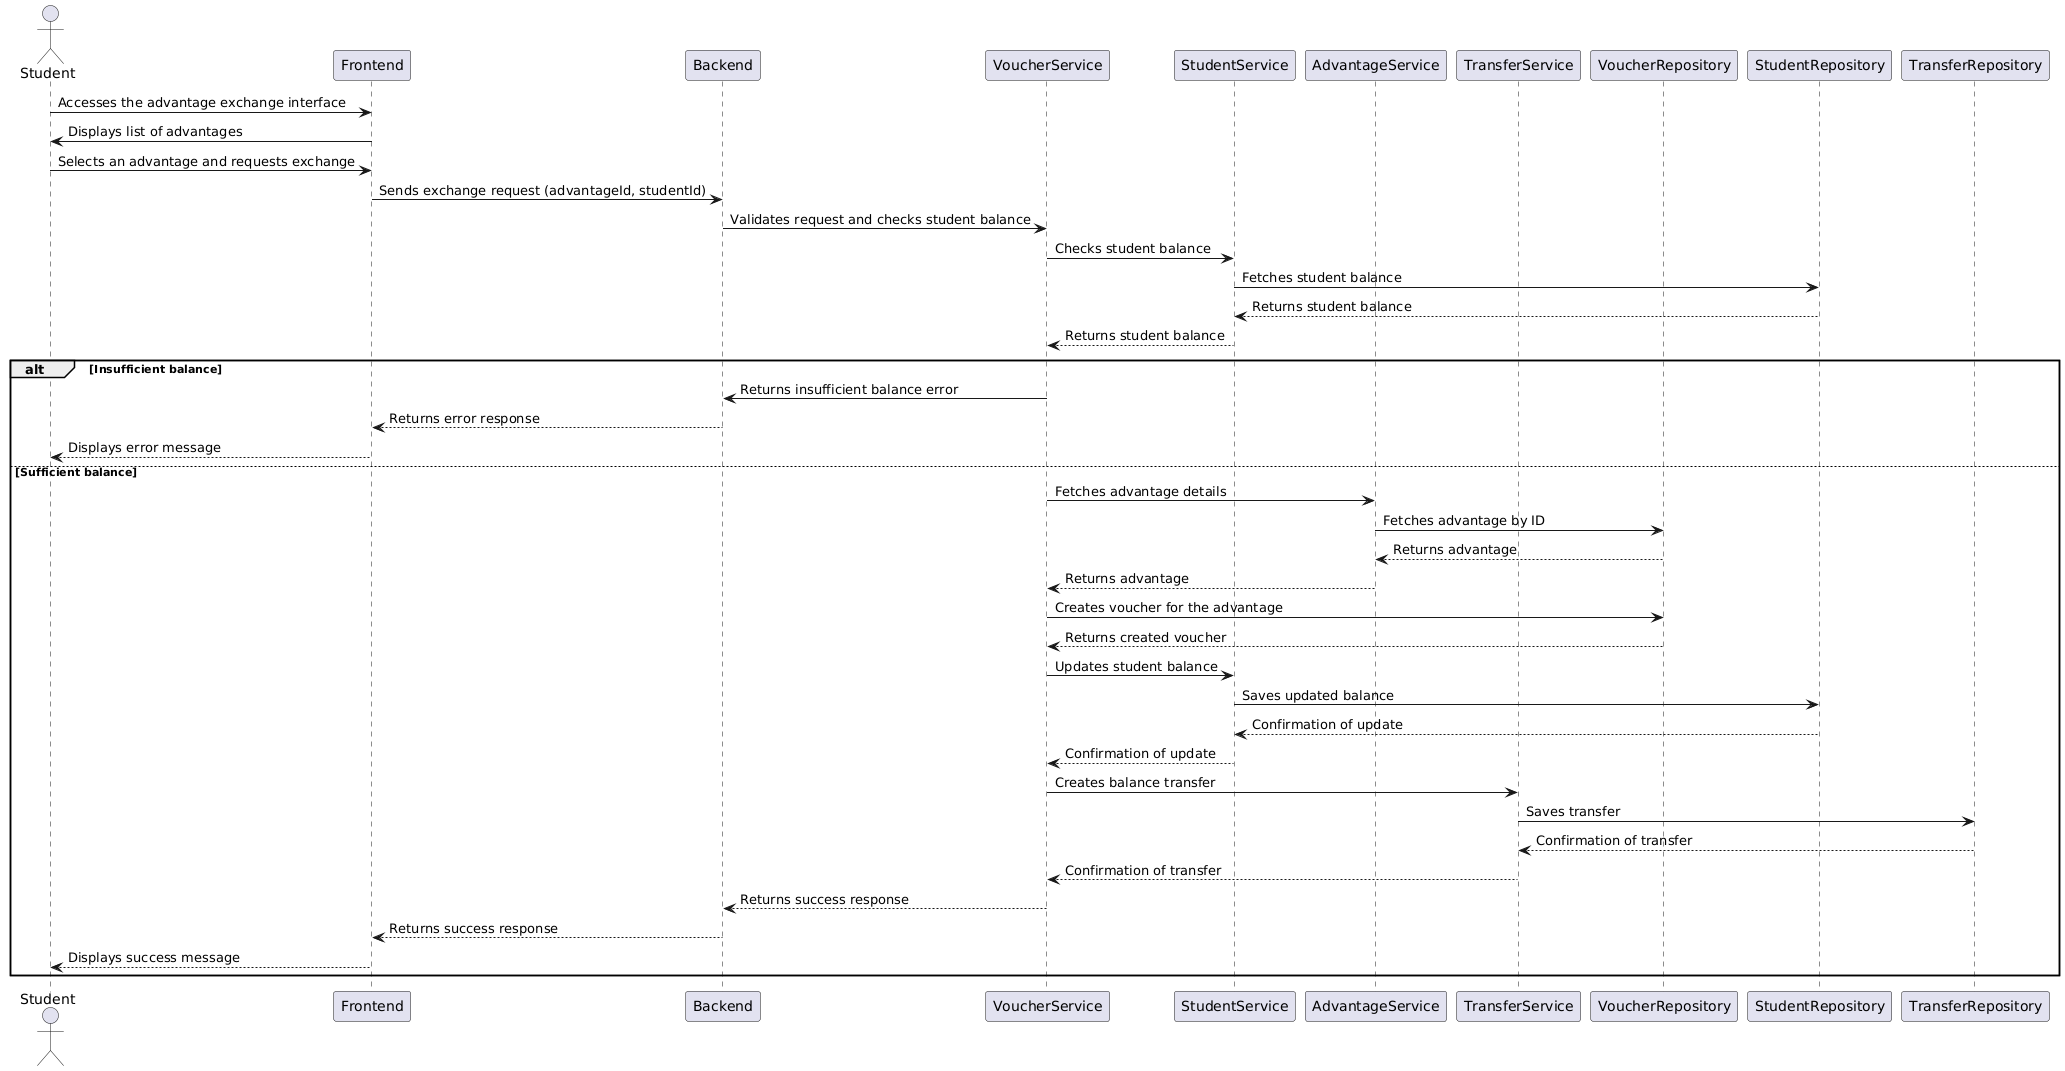 Student
Frontend
Backend
VoucherService
StudentService
AdvantageService
TransferService
VoucherRepository
StudentRepository
TransferRepository
Accesses the advantage exchange interface
Displays list of advantages
Selects an advantage and requests exchange
Sends exchange request (advantageId, studentId)
Validates request and checks student balance
Checks student balance
Fetches student balance
Returns student balance
Returns student balance
alt
[Insufficient balance]
Returns insufficient balance error
Returns error response
Displays error message
[Sufficient balance]
Fetches advantage details
Fetches advantage by ID
Returns advantage
Returns advantage
Creates voucher for the advantage
Returns created voucher
Updates student balance
Saves updated balance
Confirmation of update
Confirmation of update
Creates balance transfer
Saves transfer
Confirmation of transfer
Confirmation of transfer
Returns success response
Returns success response
Displays success message
Student
Frontend
Backend
VoucherService
StudentService
AdvantageService
TransferService
VoucherRepository
StudentRepository
TransferRepository